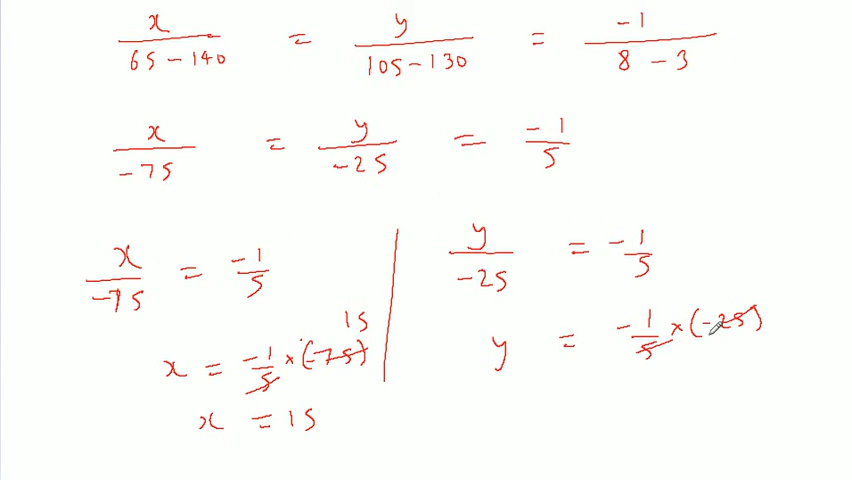 x/(65 - 140) = y/(105 - 130) = -1/(8 - 3)
x/-75 = y/-25 = -1/5
x/-75 = -1/5
15
x = -1/5 × (-75)
x = 15
y/-25 = -1/5
y = -1/5 × (-25)